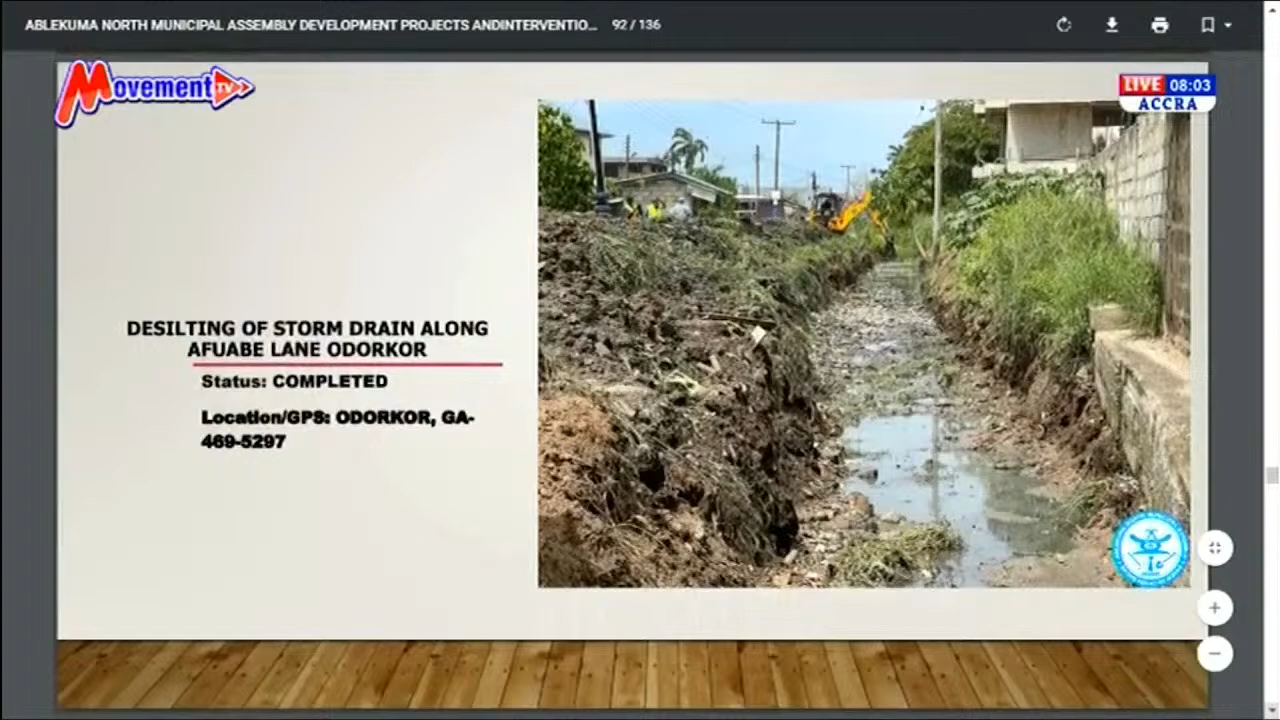 ABLEKUMA NORTH MUNICIPAL ASSEMBLY DEVELOPMENT PROJECTS ANDINTERVENTIO... 92 / 136
Movement TV
LIVE 08:03
ACCRA
DESILTING OF STORM DRAIN ALONG
AFUABE LANE ODORKOR
Status: COMPLETED
Location/GPS: ODORKOR, GA-
469-5297